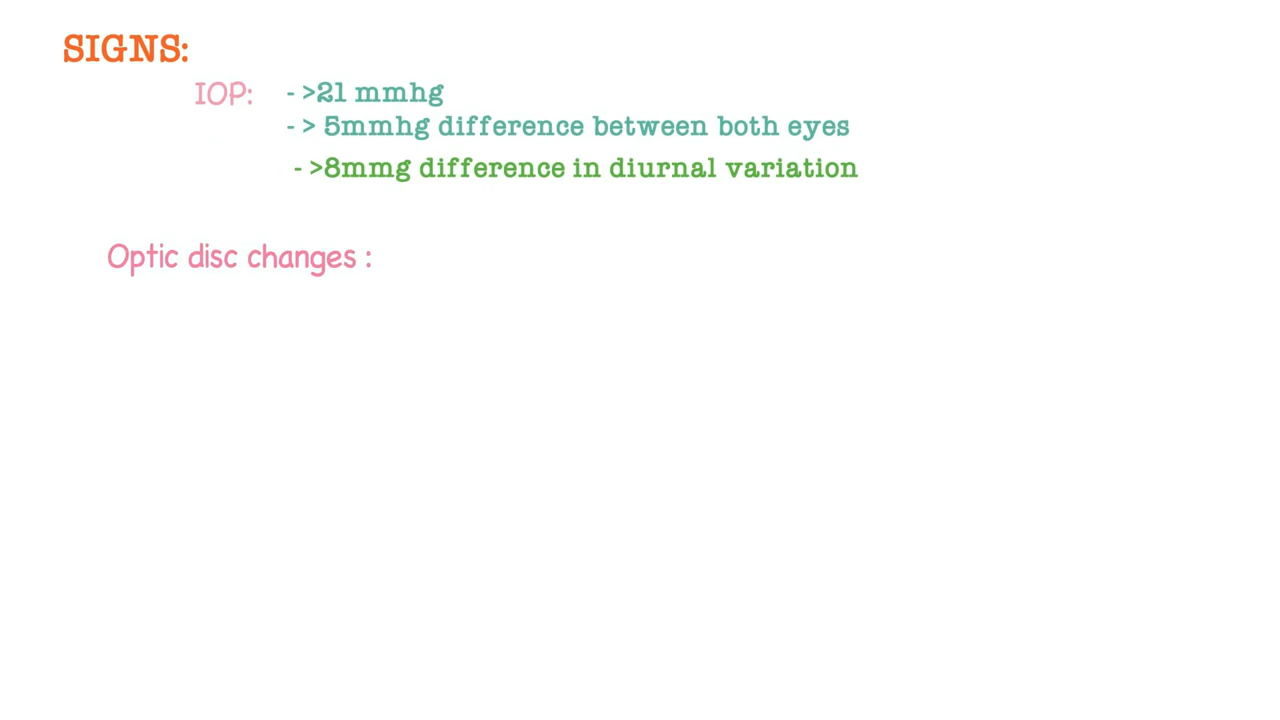 SIGNS:
IOP: - >21 mmhg
- > 5mmhg difference between both eyes
- >8mmg difference in diurnal variation
Optic disc changes :